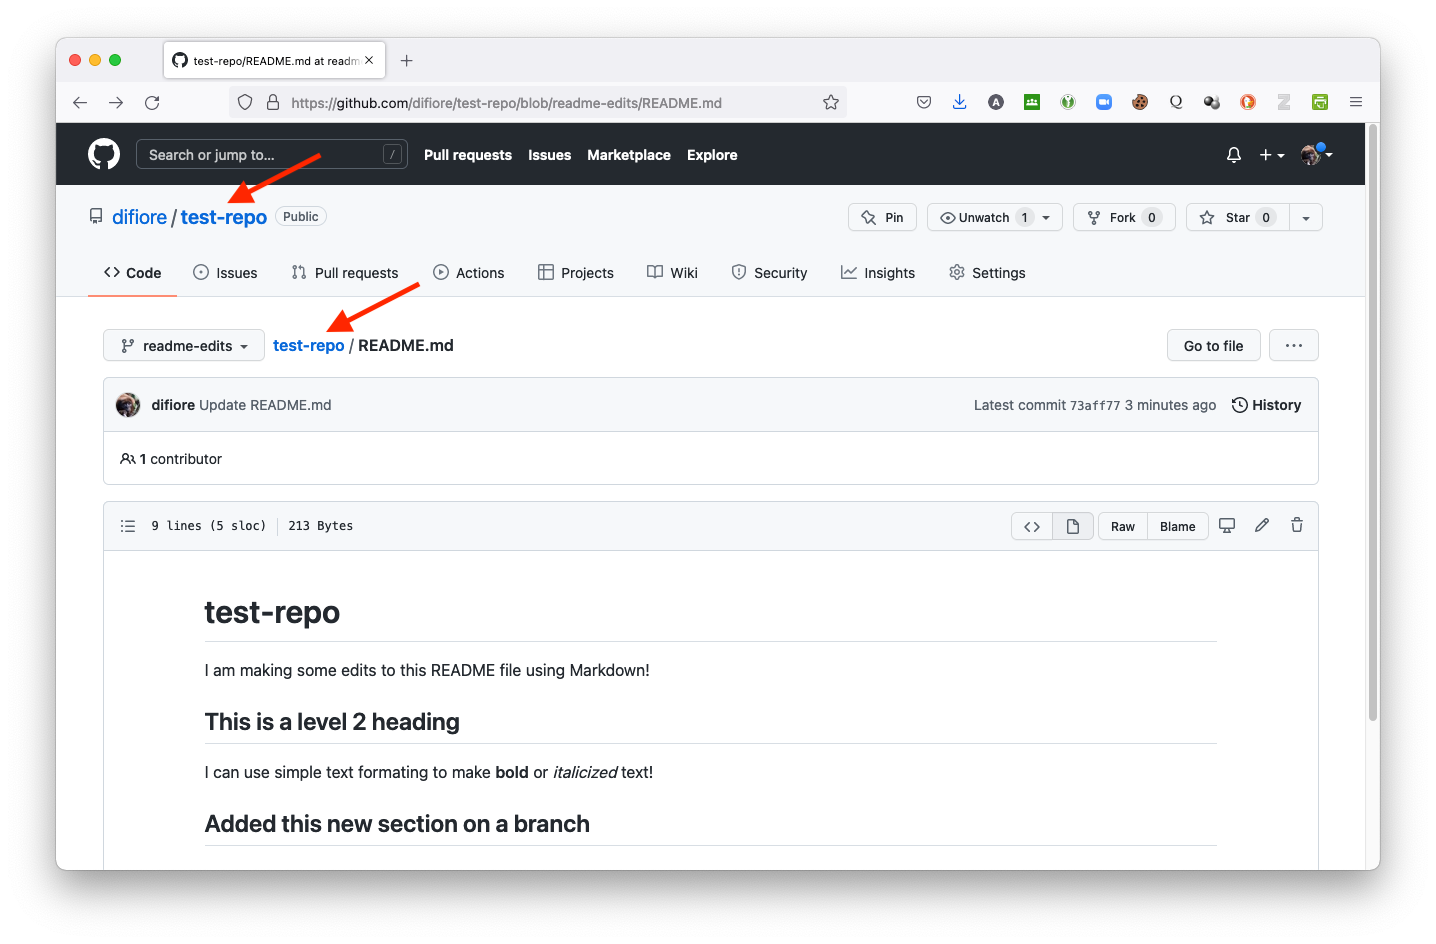 test-repo/README.md at readm
https://github.com/difiore/test-repo/blob/readme-edits/README.md
A
Q
Z
Search or jump to...
/
Pull requests
Issues
Marketplace
Explore
difiore / test-repo
Public
Pin
Unwatch 1
Fork 0
Star 0
Code
Issues
Pull requests
Actions
Projects
Wiki
Security
Insights
Settings
readme-edits
test-repo / README.md
Go to file
difiore Update README.md
Latest commit 73aff77 3 minutes ago
History
1 contributor
9 lines (5 sloc)
213 Bytes
Raw
Blame
test-repo
I am making some edits to this README file using Markdown!
This is a level 2 heading
I can use simple text formating to make bold or italicized text!
Added this new section on a branch